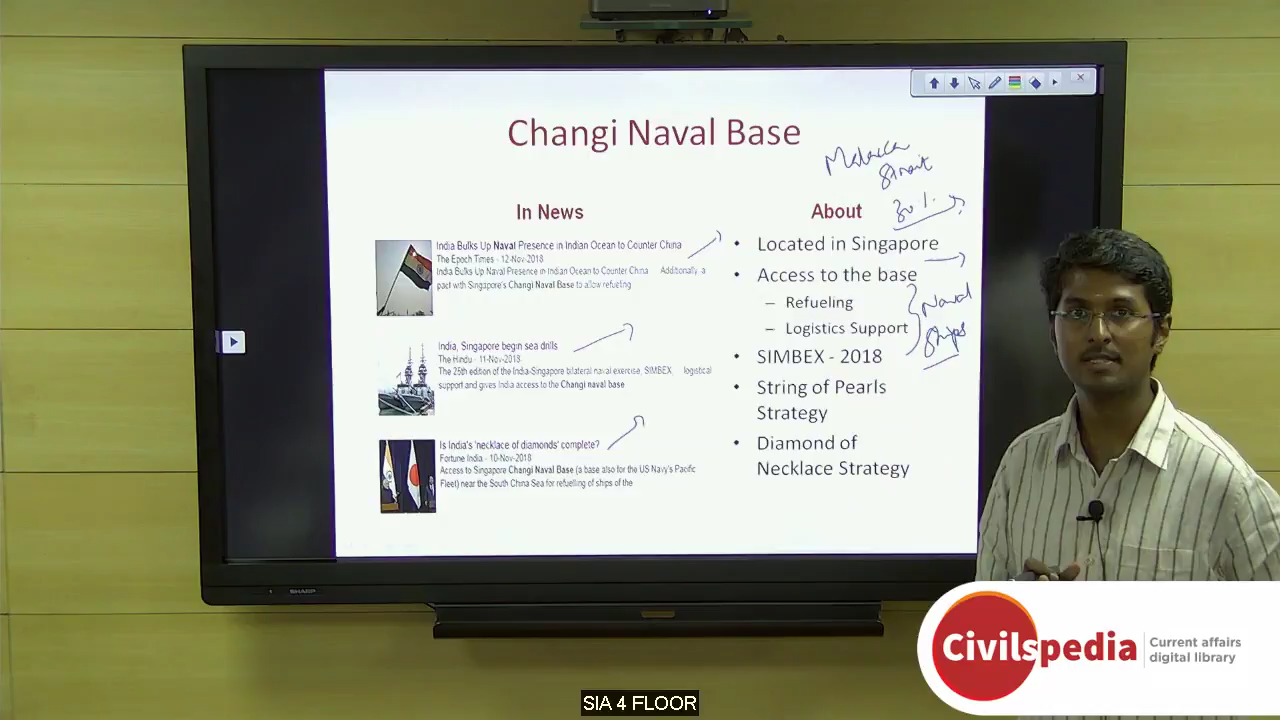 Changi Naval Base
Malacca
Strait
In News
About
30%
India Bulks Up Naval Presence in Indian Ocean to Counter China
The Epoch Times - 12-Nov-2018
India Bulks Up Naval Presence in Indian Ocean to Counter China Additionally, a
pact with Singapore's Changi Naval Base to allow refueling
India, Singapore begin sea drills
The Hindu - 11-Nov-2018
The 25th edition of the India-Singapore bilateral naval exercise, SIMBEX, logistical
support and gives India access to the Changi naval base
Is India's 'necklace of diamonds' complete?
Fortune India - 10-Nov-2018
Access to Singapore Changi Naval Base (a base also for the US Navy's Pacific
Fleet) near the South China Sea for refuelling of ships of the
• Located in Singapore
• Access to the base
– Refueling
– Logistics Support
Naval
Ships
• SIMBEX - 2018
• String of Pearls
Strategy
• Diamond of
Necklace Strategy
SHARP
Civilspedia
Current affairs
digital library
SIA 4 FLOOR